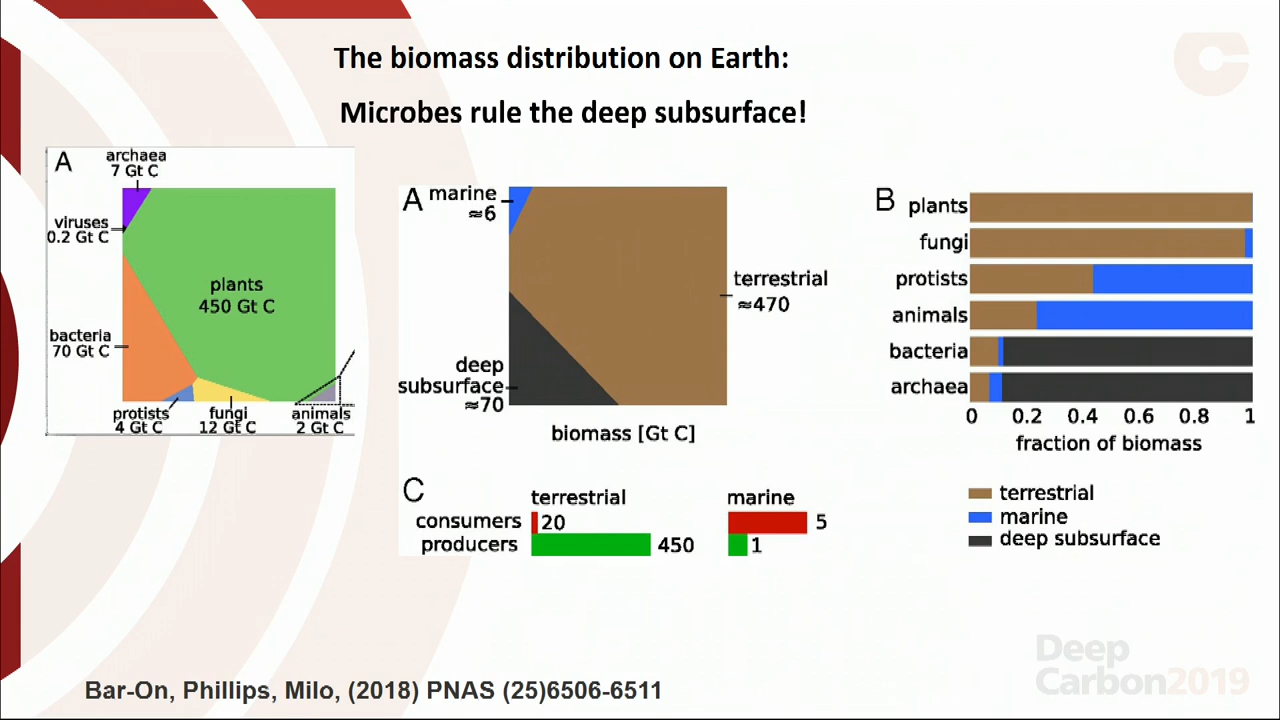 The biomass distribution on Earth:
Microbes rule the deep subsurface!
A
archaea
7 Gt C
viruses
0.2 Gt C
plants
450 Gt C
bacteria
70 Gt C
protists
4 Gt C
fungi
12 Gt C
animals
2 Gt C
A
marine
≈6
terrestrial
≈470
deep
subsurface
≈70
biomass [Gt C]
B
plants
fungi
protists
animals
bacteria
archaea
0 0.2 0.4 0.6 0.8 1
fraction of biomass
terrestrial
marine
deep subsurface
C
terrestrial marine
consumers 20 5
producers 450 1
Bar-On, Phillips, Milo, (2018) PNAS (25)6506-6511
Deep
Carbon2019